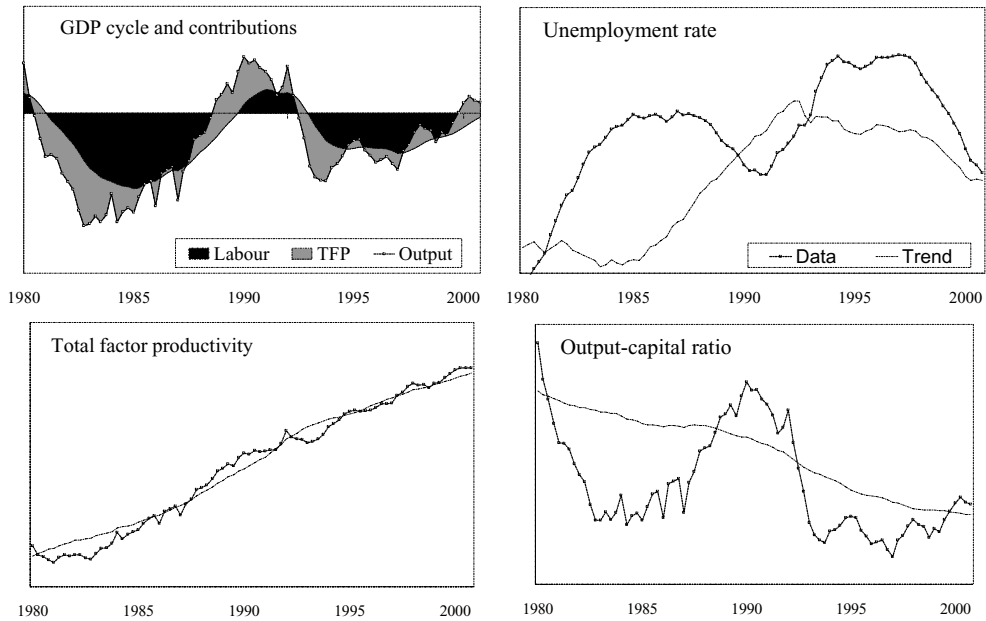 GDP cycle and contributions
Labour TFP Output
1980 1985 1990 1995 2000
Unemployment rate
Data Trend
1980 1985 1990 1995 2000
Total factor productivity
1980 1985 1990 1995 2000
Output-capital ratio
1980 1985 1990 1995 2000